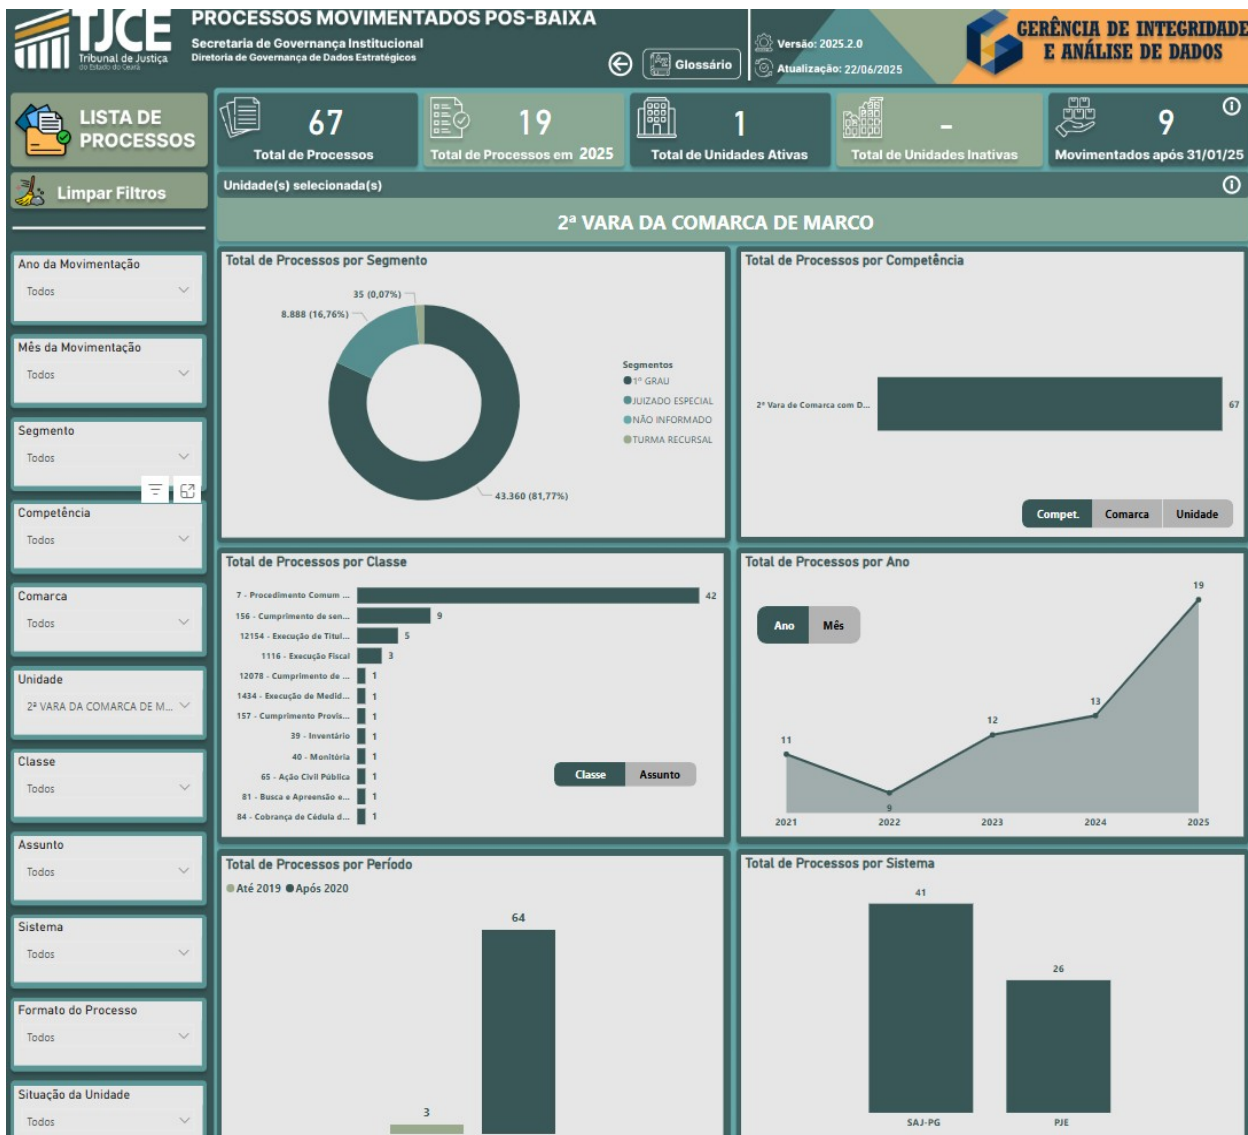 TJCE
Tribunal de Justiça
do Estado do Ceará
PROCESSOS MOVIMENTADOS PÓS-BAIXA
Secretaria de Governança Institucional
Diretoria de Governança de Dados Estratégicos
Glossário
Versão: 2025.2.0
Atualização: 22/06/2025
GERÊNCIA DE INTEGRIDADE
E ANÁLISE DE DADOS
LISTA DE
PROCESSOS
67
Total de Processos
19
Total de Processos em 2025
1
Total de Unidades Ativas
-
Total de Unidades Inativas
9
Movimentados após 31/01/25
Limpar Filtros
Unidade(s) selecionada(s)
2ª VARA DA COMARCA DE MARCO
Ano da Movimentação
Todos
Mês da Movimentação
Todos
Segmento
Todos
Competência
Todos
Comarca
Todos
Unidade
2ª VARA DA COMARCA DE M...
Classe
Todos
Assunto
Todos
Sistema
Todos
Formato do Processo
Todos
Situação da Unidade
Todos
Total de Processos por Segmento
35 (0,07%)
8.888 (16,76%)
43.360 (81,77%)
Segmentos
1º GRAU
JUIZADO ESPECIAL
NÃO INFORMADO
TURMA RECURSAL
Total de Processos por Competência
2ª Vara de Comarca com D...
67
Compet. Comarca Unidade
Total de Processos por Classe
7 - Procedimento Comum ... 42
156 - Cumprimento de sen... 9
12154 - Execução de Títul... 5
1116 - Execução Fiscal 3
12078 - Cumprimento de ... 1
1434 - Execução de Medid... 1
157 - Cumprimento Provis... 1
39 - Inventário 1
40 - Monitória 1
65 - Ação Civil Pública 1
81 - Busca e Apreensão e... 1
84 - Cobrança de Cédula d... 1
Classe Assunto
Total de Processos por Ano
Ano Mês
11
9
12
13
19
2021 2022 2023 2024 2025
Total de Processos por Período
Até 2019 Após 2020
3
64
Total de Processos por Sistema
41
26
SAJ-PG PJE